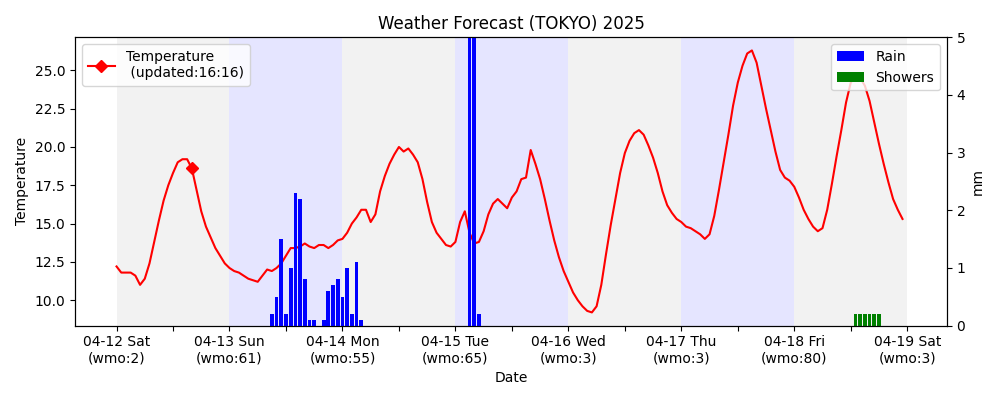 Weather Forecast (TOKYO) 2025
Temperature
(updated:16:16)
Rain
Showers
Temperature
25.0
22.5
20.0
17.5
15.0
12.5
10.0
5
4
3
2
1
0
mm
04-12 Sat
(wmo:2)
04-13 Sun
(wmo:61)
04-14 Mon
(wmo:55)
04-15 Tue
(wmo:65)
04-16 Wed
(wmo:3)
04-17 Thu
(wmo:3)
04-18 Fri
(wmo:80)
04-19 Sat
(wmo:3)
Date